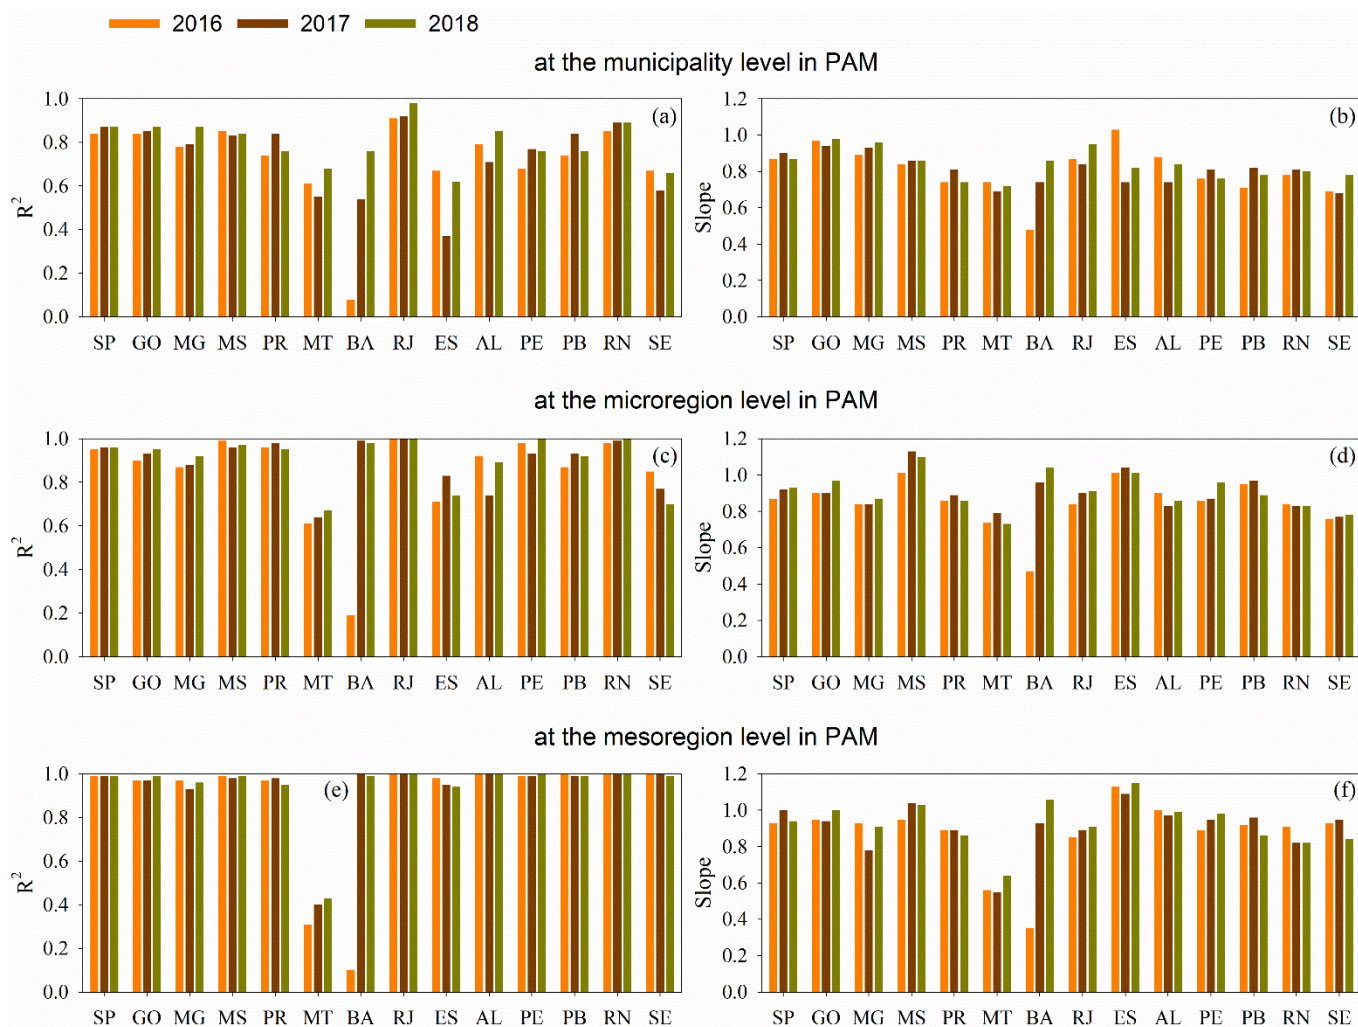 2016 2017 2018
at the municipality level in PAM
1.0 0.8 0.6 0.4 0.2 0.0
R²
(a)
SP GO MG MS PR MT BA RJ ES AL PE PB RN SE
1.2 1.0 0.8 0.6 0.4 0.2 0.0
Slope
(b)
SP GO MG MS PR MT BA RJ ES AL PE PB RN SE
at the microregion level in PAM
1.0 0.8 0.6 0.4 0.2 0.0
R²
(c)
SP GO MG MS PR MT BA RJ ES AL PE PB RN SE
1.2 1.0 0.8 0.6 0.4 0.2 0.0
Slope
(d)
SP GO MG MS PR MT BA RJ ES AL PE PB RN SE
at the mesoregion level in PAM
1.0 0.8 0.6 0.4 0.2 0.0
R²
(e)
SP GO MG MS PR MT BA RJ ES AL PE PB RN SE
1.2 1.0 0.8 0.6 0.4 0.2 0.0
Slope
(f)
SP GO MG MS PR MT BA RJ ES AL PE PB RN SE